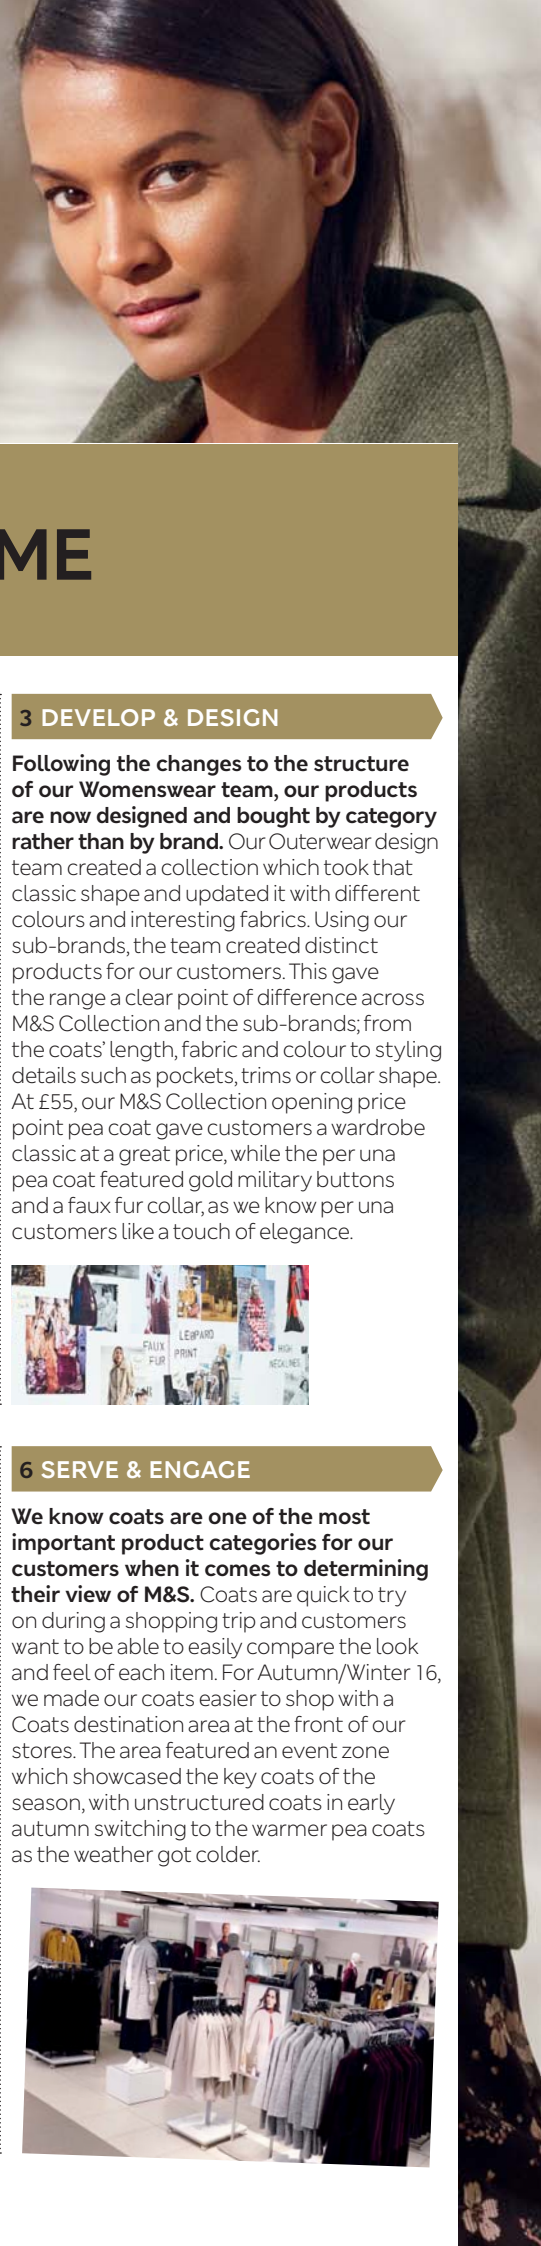 ME
3 DEVELOP & DESIGN
Following the changes to the structure
of our Womenswear team, our products
are now designed and bought by category
rather than by brand. Our Outerwear design
team created a collection which took that
classic shape and updated it with different
colours and interesting fabrics. Using our
sub-brands, the team created distinct
products for our customers. This gave
the range a clear point of difference across
M&S Collection and the sub-brands; from
the coats' length, fabric and colour to styling
details such as pockets, trims or collar shape.
At £55, our M&S Collection opening price
point pea coat gave customers a wardrobe
classic at a great price, while the per una
pea coat featured gold military buttons
and a faux fur collar, as we know per una
customers like a touch of elegance.
FAUX
FUR
LEOPARD
PRINT
HIGH
NECKLINES
6 SERVE & ENGAGE
We know coats are one of the most
important product categories for our
customers when it comes to determining
their view of M&S. Coats are quick to try
on during a shopping trip and customers
want to be able to easily compare the look
and feel of each item. For Autumn/Winter 16,
we made our coats easier to shop with a
Coats destination area at the front of our
stores. The area featured an event zone
which showcased the key coats of the
season, with unstructured coats in early
autumn switching to the warmer pea coats
as the weather got colder.